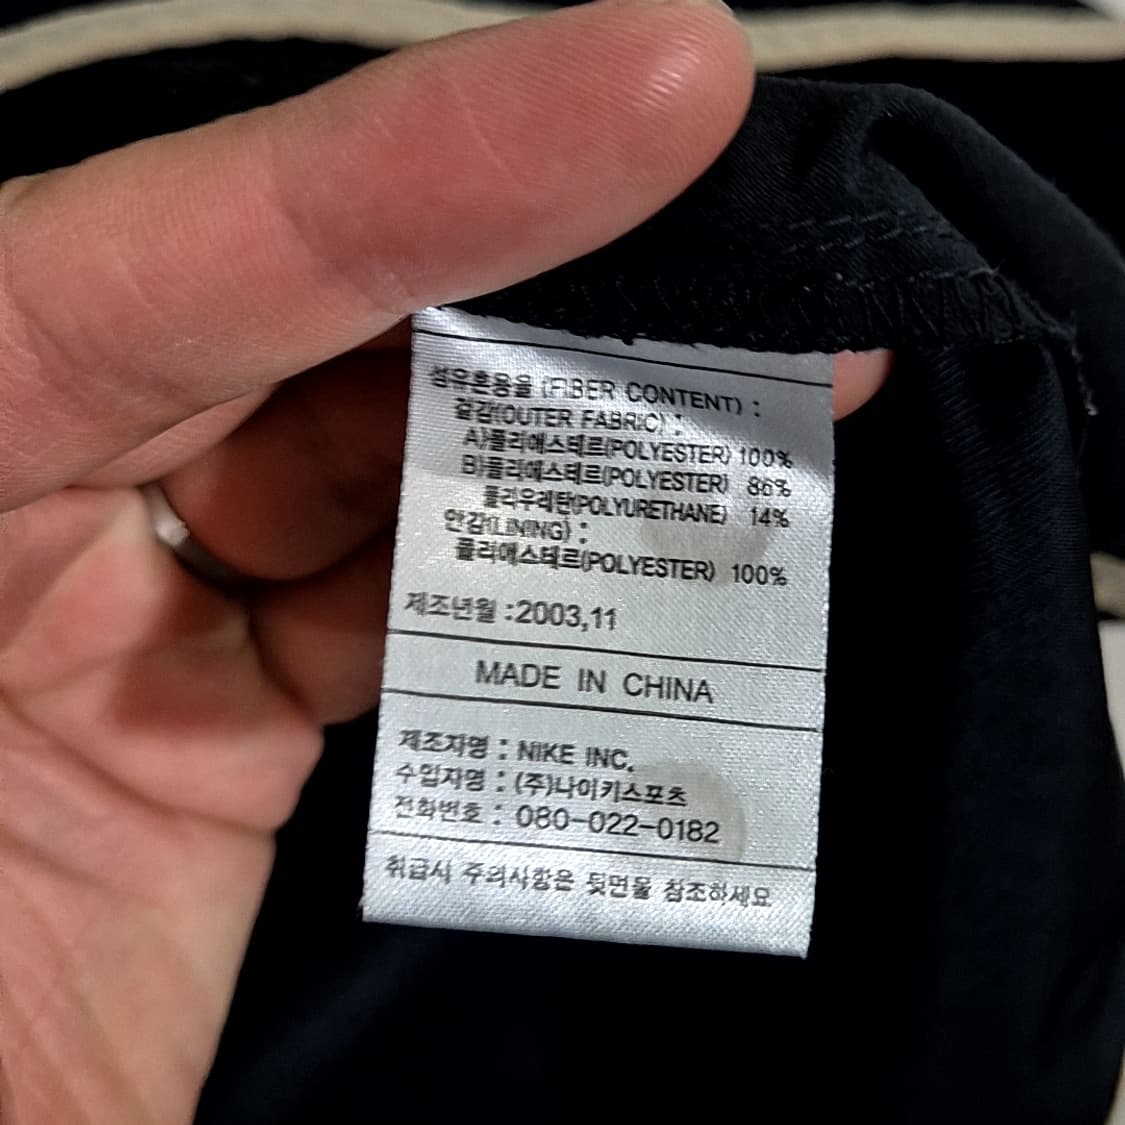 섬유혼용율 (FIBER CONTENT) :
겉감(OUTER FABRIC) :
A)폴리에스테르(POLYESTER) 100%
B)폴리에스테르(POLYESTER) 86%
폴리우레탄(POLYURETHANE) 14%
안감(LINING) :
폴리에스테르(POLYESTER) 100%
제조년월 :2003,11
MADE IN CHINA
제조자명 : NIKE INC.
수입자명 : (주)나이키스포츠
전화번호 : 080-022-0182
취급시 주의사항은 뒷면을 참조하세요